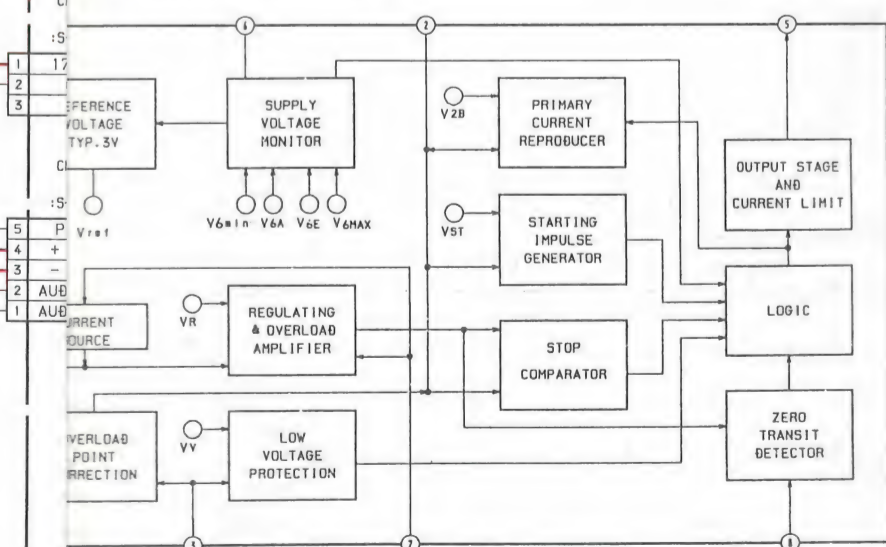 6
2
5
1
17
2
3
EFERENCE
VOLTAGE
TYP.3V
SUPPLY
VOLTAGE
MONITOR
V2B
PRIMARY
CURRENT
REPRODUCER
OUTPUT STAGE
AND
CURRENT LIMIT
Vref
V6min V6A V6E V6MAX
VST
STARTING
IMPULSE
GENERATOR
5 P
4 +
3 -
2 AUD
1 AUD
URRENT
OURCE
VR
REGULATING
& OVERLOAD
AMPLIFIER
STOP
COMPARATOR
LOGIC
VERLOAD
POINT
RRECTION
VV
LOW
VOLTAGE
PROTECTION
ZERO
TRANSIT
DETECTOR
3
7
8